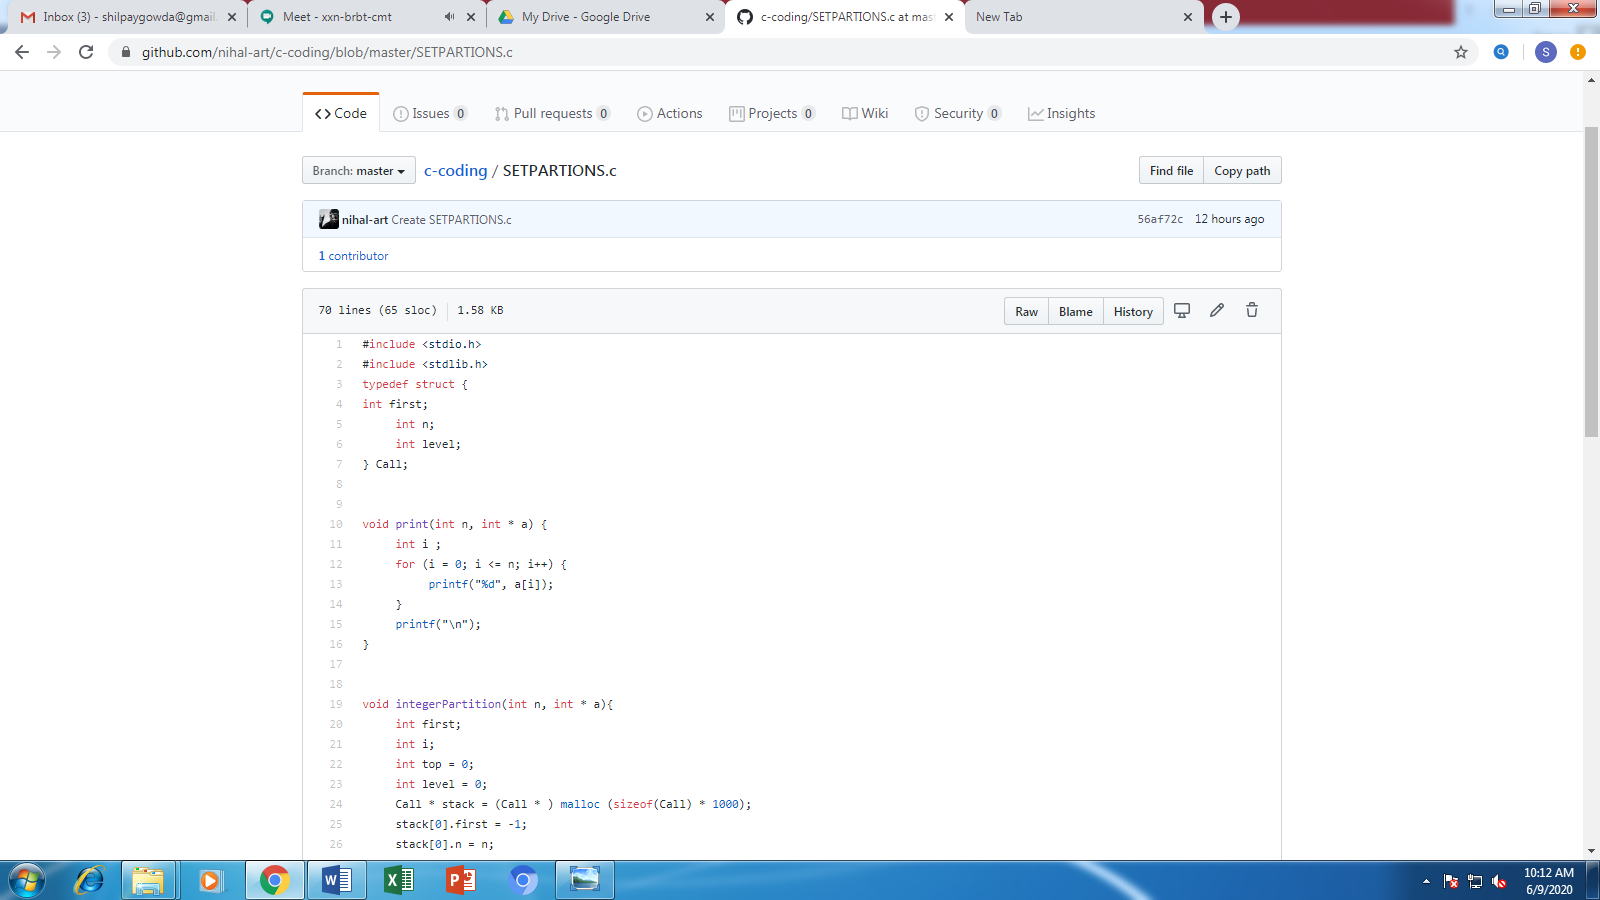 Inbox (3) - shilpaygowda@gmail.
Meet - xxn-brbt-cmt
My Drive - Google Drive
c-coding/SETPARTIONS.c at mas
New Tab
github.com/nihal-art/c-coding/blob/master/SETPARTIONS.c
S
Code
Issues 0
Pull requests 0
Actions
Projects 0
Wiki
Security 0
Insights
Branch: master
c-coding / SETPARTIONS.c
Find file
Copy path
nihal-art Create SETPARTIONS.c
56af72c 12 hours ago
1 contributor
70 lines (65 sloc) 1.58 KB
Raw
Blame
History
1 #include <stdio.h>
2 #include <stdlib.h>
3 typedef struct {
4 int first;
5 int n;
6 int level;
7 } Call;
8
9
10 void print(int n, int * a) {
11 int i ;
12 for (i = 0; i <= n; i++) {
13 printf("%d", a[i]);
14 }
15 printf("\n");
16 }
17
18
19 void integerPartition(int n, int * a){
20 int first;
21 int i;
22 int top = 0;
23 int level = 0;
24 Call * stack = (Call * ) malloc (sizeof(Call) * 1000);
25 stack[0].first = -1;
26 stack[0].n = n;
10:12 AM
6/9/2020